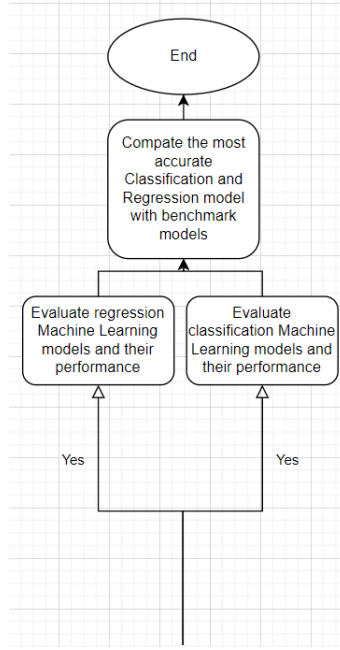 End
Compate the most
accurate
Classification and
Regression model
with benchmark
models
Evaluate regression
Machine Learning
models and their
performance
Evaluate
classification Machine
Learning models and
their performance
Yes
Yes